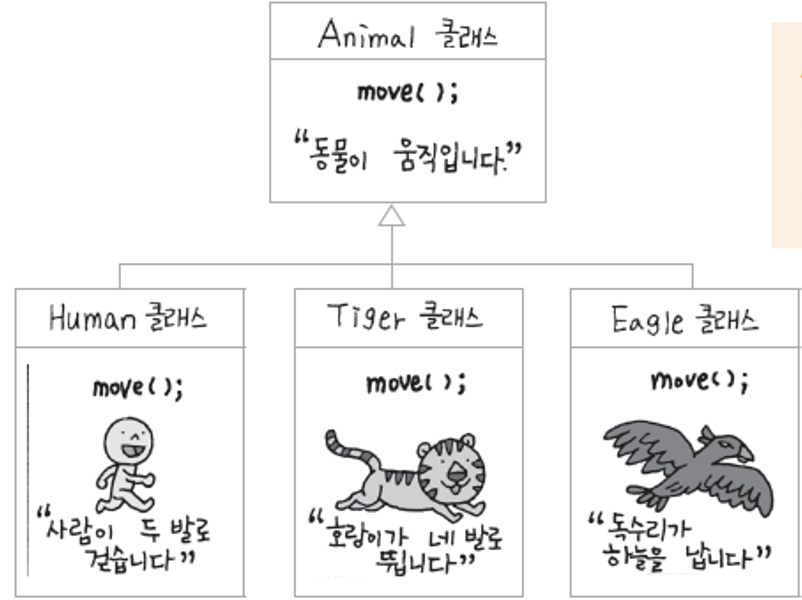 Animal 클래스
move( );
“동물이 움직입니다.”
Human 클래스
move( );
“사람이 두 발로
걷습니다”
Tiger 클래스
move( );
“호랑이가 네 발로
뜁니다”
Eagle 클래스
move( );
“독수리가
하늘을 납니다”